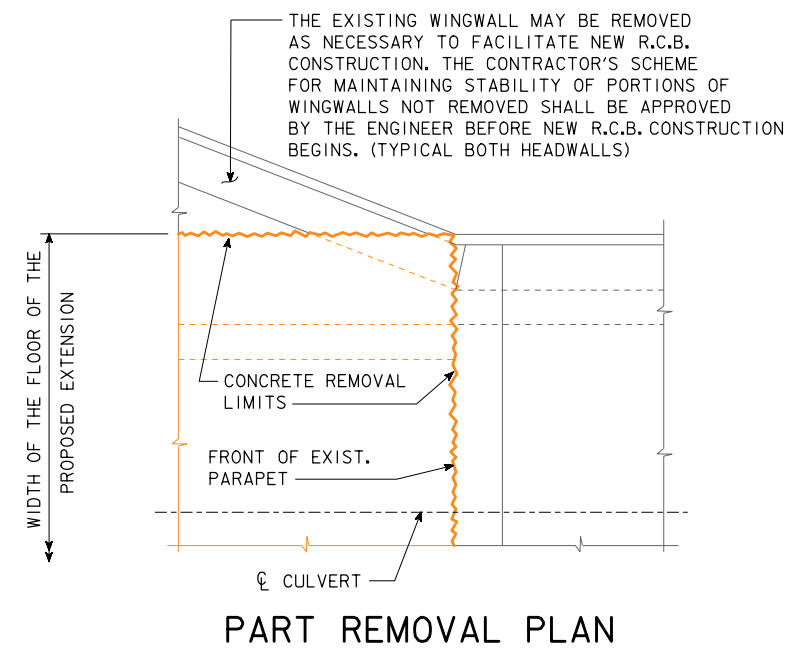 THE EXISTING WINGWALL MAY BE REMOVED
AS NECESSARY TO FACILITATE NEW R.C.B.
CONSTRUCTION. THE CONTRACTOR'S SCHEME
FOR MAINTAINING STABILITY OF PORTIONS OF
WINGWALLS NOT REMOVED SHALL BE APPROVED
BY THE ENGINEER BEFORE NEW R.C.B. CONSTRUCTION
BEGINS. (TYPICAL BOTH HEADWALLS)
WIDTH OF THE FLOOR OF THE
PROPOSED EXTENSION
CONCRETE REMOVAL
LIMITS
FRONT OF EXIST.
PARAPET
℄ CULVERT
PART REMOVAL PLAN